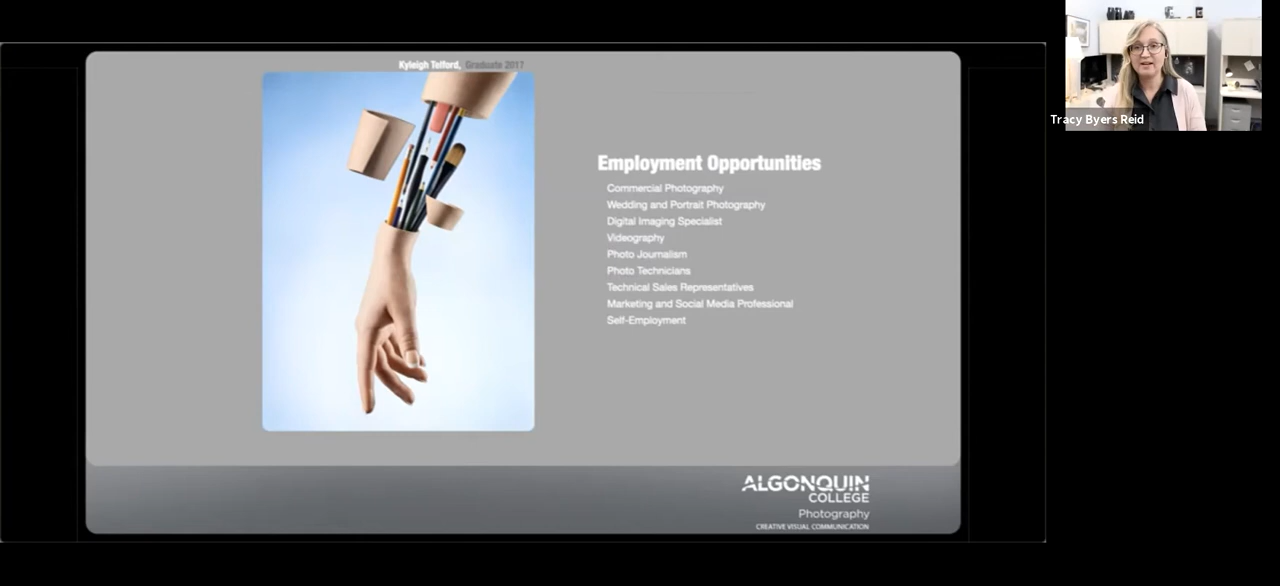 Kyleigh Telford, Graduate 2017
Employment Opportunities
Commercial Photography
Wedding and Portrait Photography
Digital Imaging Specialist
Videography
Photo Journalism
Photo Technicians
Technical Sales Representatives
Marketing and Social Media Professional
Self-Employment
ALGONQUIN
COLLEGE
Photography
CREATIVE VISUAL COMMUNICATION
Tracy Byers Reid